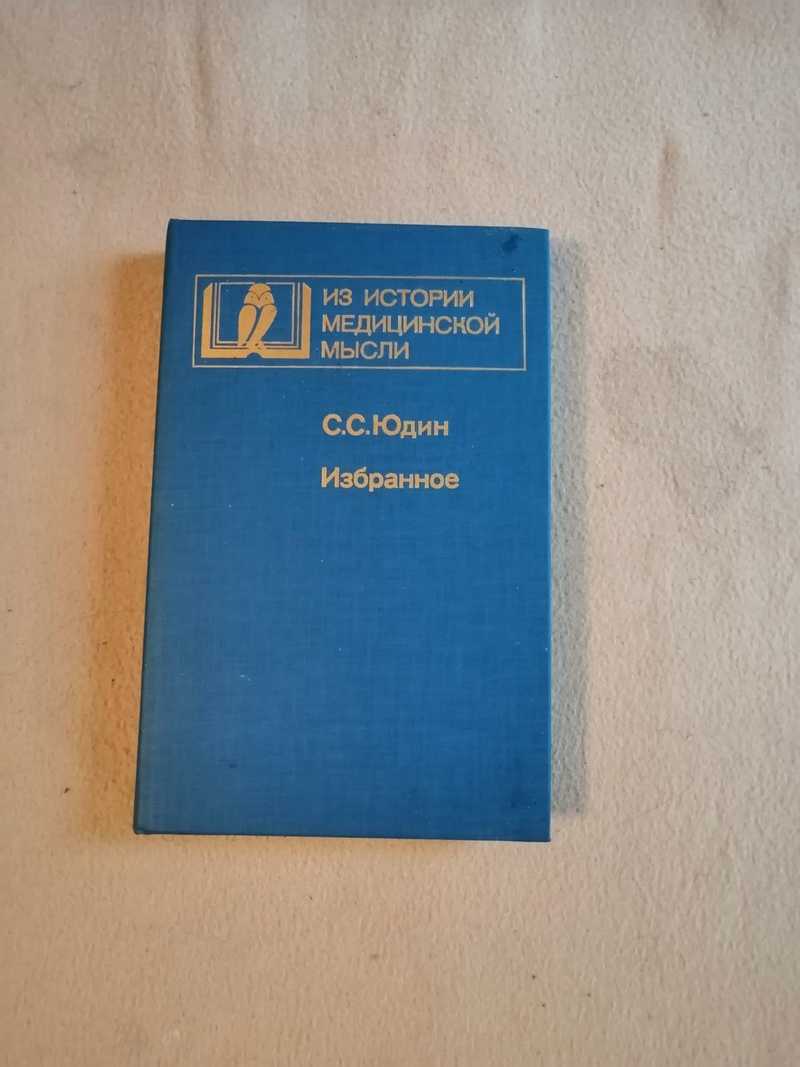 ИЗ ИСТОРИИ
МЕДИЦИНСКОЙ
МЫСЛИ
С.С.Юдин
Избранное